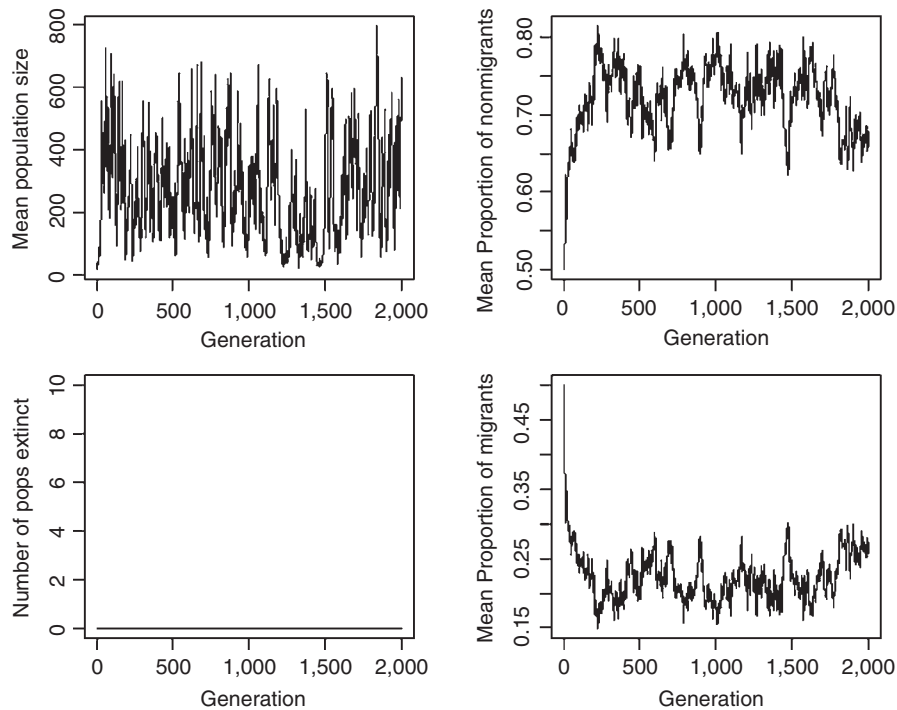 Mean population size
800
600
400
200
0
0 500 1,000 1,500 2,000
Generation
Mean Proportion of nonmigrants
0.80
0.70
0.60
0.50
0 500 1,000 1,500 2,000
Generation
Number of pops extinct
10
8
6
4
2
0
0 500 1,000 1,500 2,000
Generation
Mean Proportion of migrants
0.45
0.35
0.25
0.15
0 500 1,000 1,500 2,000
Generation